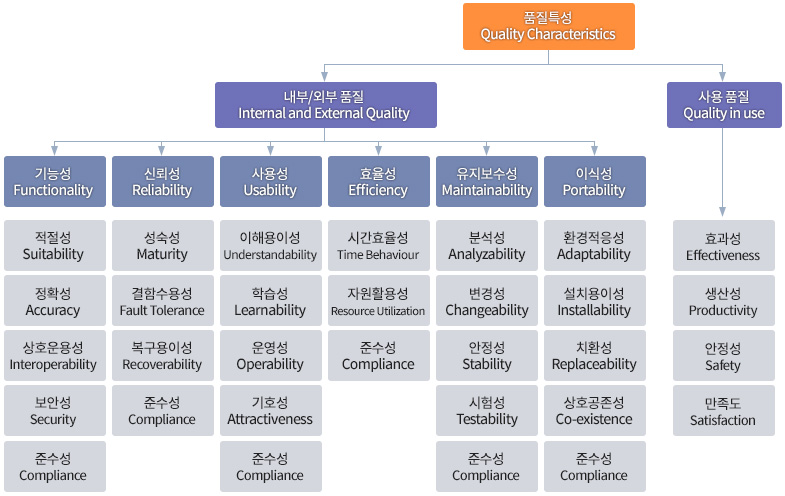 품질특성
Quality Characteristics
내부/외부 품질
Internal and External Quality
사용 품질
Quality in use
기능성
Functionality
신뢰성
Reliability
사용성
Usability
효율성
Efficiency
유지보수성
Maintainability
이식성
Portability
적절성
Suitability
성숙성
Maturity
이해용이성
Understandability
시간효율성
Time Behaviour
분석성
Analyzability
환경적응성
Adaptability
효과성
Effectiveness
정확성
Accuracy
결함수용성
Fault Tolerance
학습성
Learnability
자원활용성
Resource Utilization
변경성
Changeability
설치용이성
Installability
생산성
Productivity
상호운용성
Interoperability
복구용이성
Recoverability
운영성
Operability
준수성
Compliance
안정성
Stability
치환성
Replaceability
안정성
Safety
보안성
Security
준수성
Compliance
기호성
Attractiveness
시험성
Testability
상호공존성
Co-existence
만족도
Satisfaction
준수성
Compliance
준수성
Compliance
준수성
Compliance
준수성
Compliance